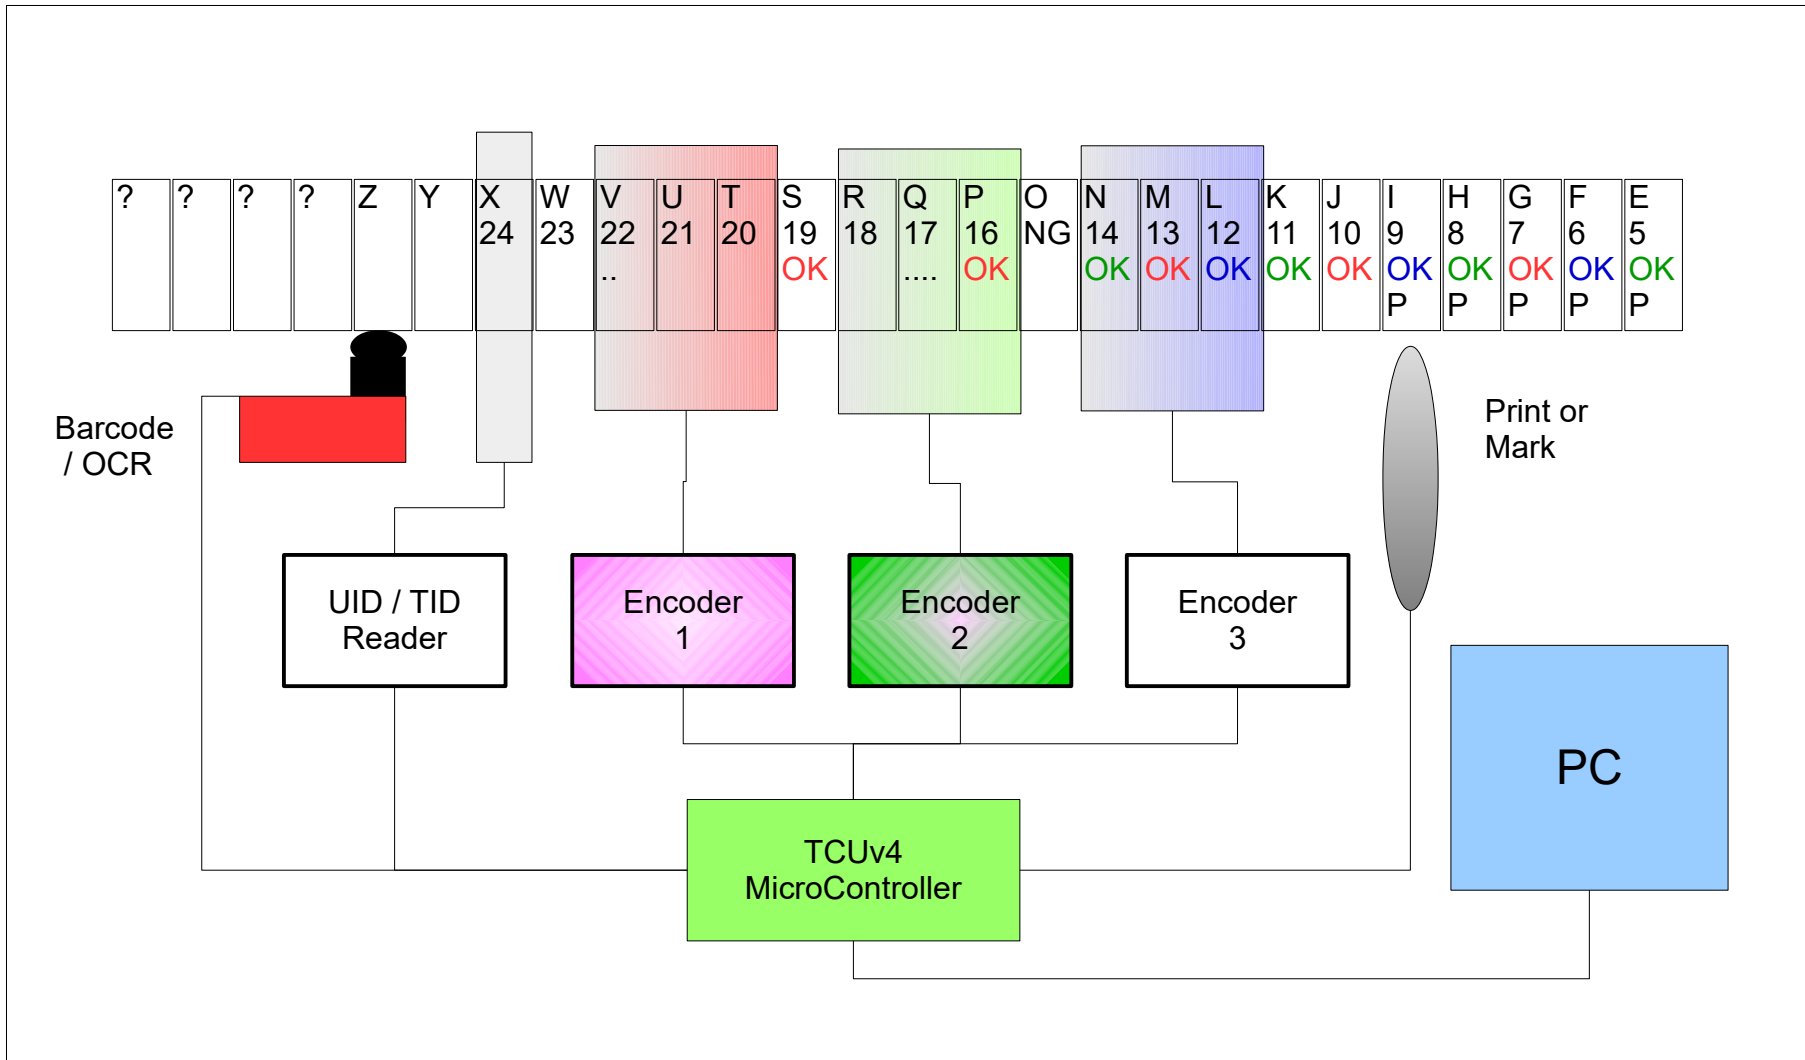 ? ? ? ? Z Y X W V U T S R Q P O N M L K J I H G F E
24 23 22 21 20 19 18 17 16 NG 14 13 12 11 10 9 8 7 6 5
.. OK .... OK OK OK OK OK OK OK OK OK OK OK
P P P P P
Barcode
/ OCR
Print or
Mark
UID / TID
Reader
Encoder
1
Encoder
2
Encoder
3
PC
TCUv4
MicroController